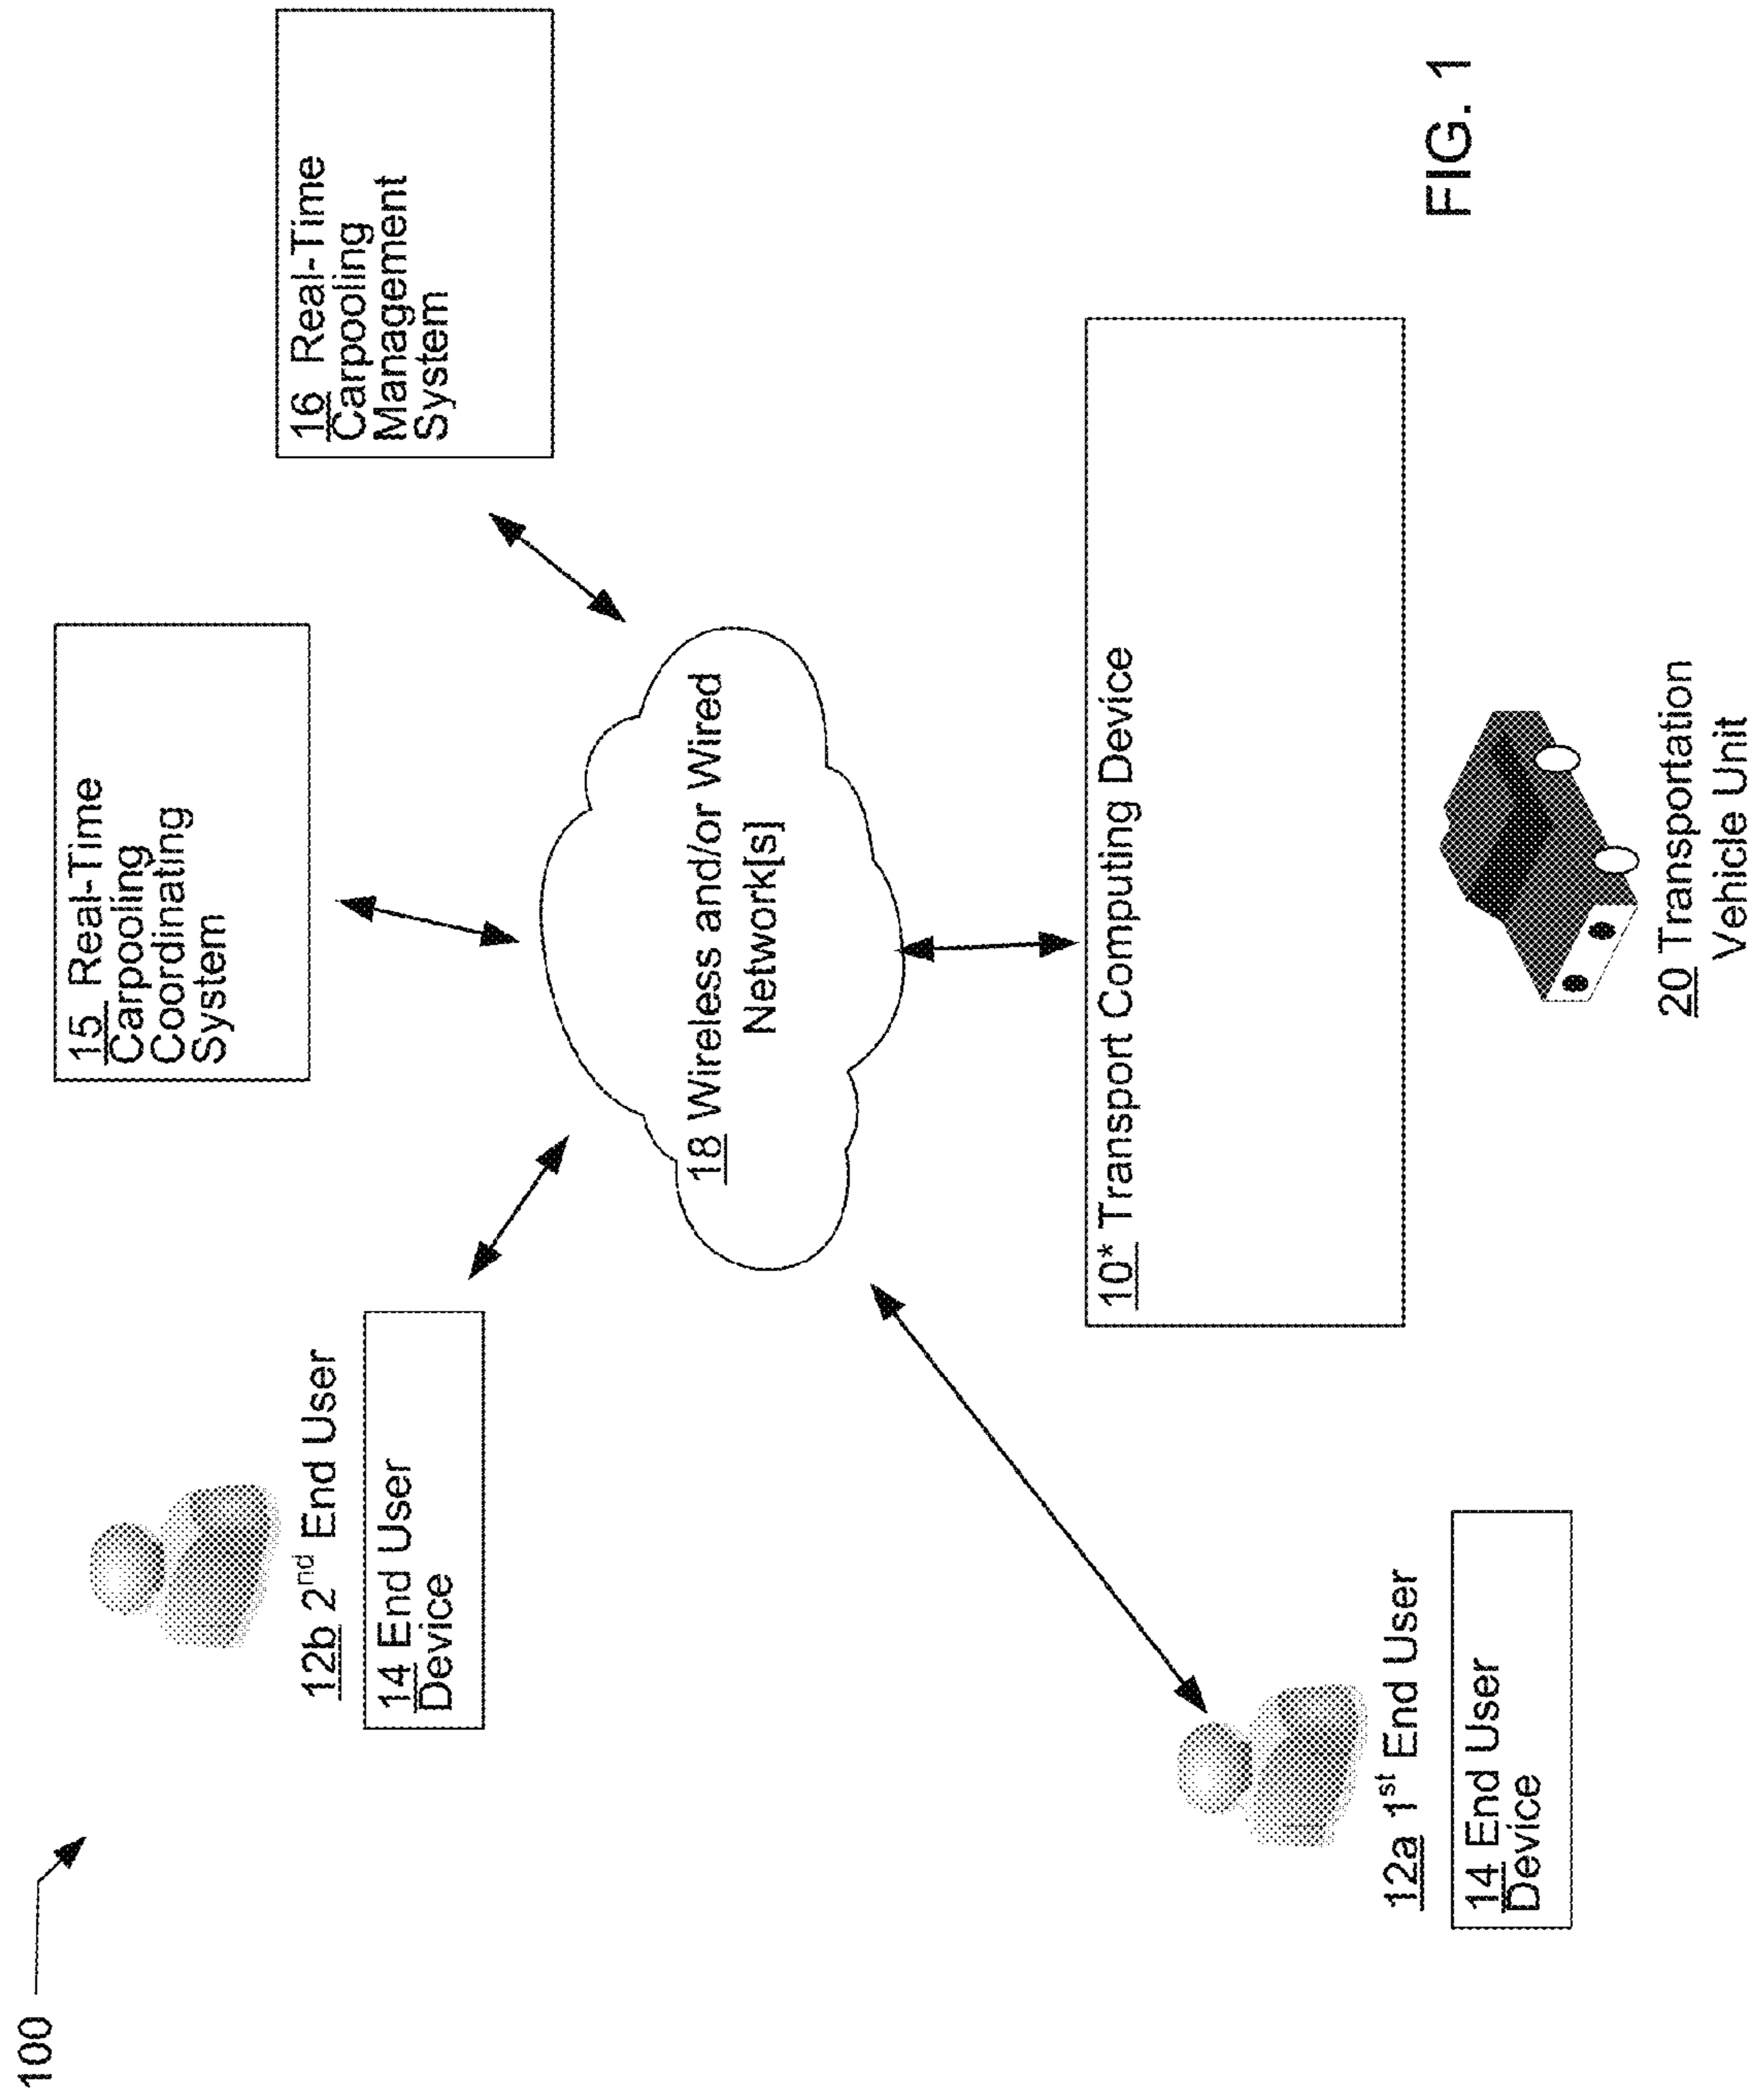 100
12b 2nd End User
14 End User
Device
15 Real-Time
Carpooling
Coordinating
System
16 Real-Time
Carpooling
Management
System
18 Wireless and/or Wired
Network[s]
12a 1st End User
14 End User
Device
10* Transport Computing Device
20 Transportation
Vehicle Unit
FIG. 1